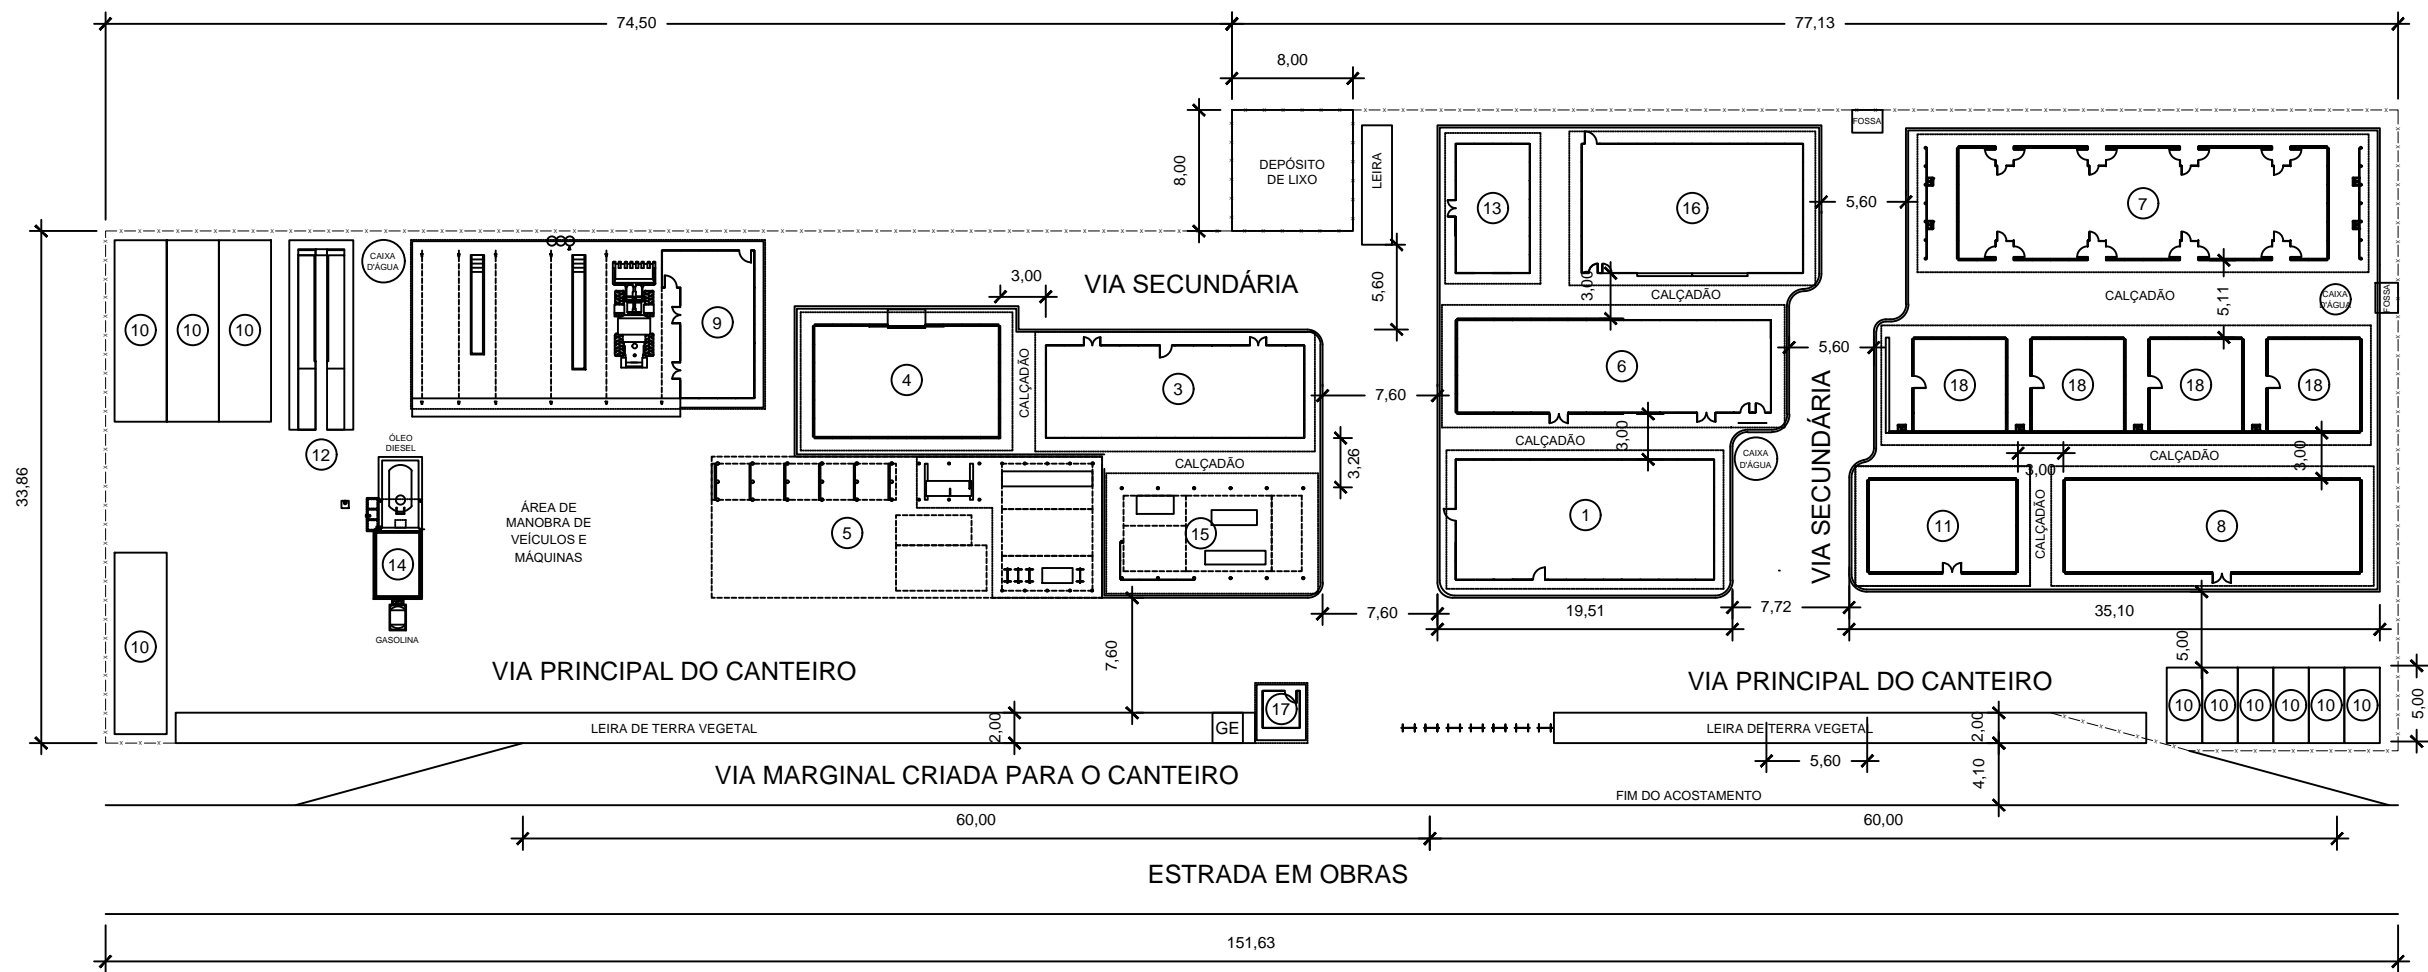 74,50
77,13
8,00
8,00
DEPÓSITO
DE LIXO
LEIRA
FOSSA
13
16
5,60
7
CAIXA
D'ÁGUA
10
10
10
9
3,00
VIA SECUNDÁRIA
5,60
3,00
CALÇADÃO
CALÇADÃO
5,11
CAIXA
D'ÁGUA
FOSSA
4
CALÇADÃO
3
7,60
6
5,60
18
18
18
18
12
ÓLEO
DIESEL
33,86
CALÇADÃO
3,26
CALÇADÃO
3,00
CAIXA
D'ÁGUA
VIA SECUNDÁRIA
3,00
CALÇADÃO
3,00
ÁREA DE
MANOBRA DE
VEÍCULOS E
MÁQUINAS
5
15
1
11
CALÇADÃO
8
14
GASOLINA
7,60
19,51
7,72
35,10
10
7,60
5,00
VIA PRINCIPAL DO CANTEIRO
VIA PRINCIPAL DO CANTEIRO
17
10
10
10
10
10
10
5,00
LEIRA DE TERRA VEGETAL
2,00
GE
LEIRA DE TERRA VEGETAL
2,00
5,60
4,10
VIA MARGINAL CRIADA PARA O CANTEIRO
FIM DO ACOSTAMENTO
60,00
60,00
ESTRADA EM OBRAS
151,63